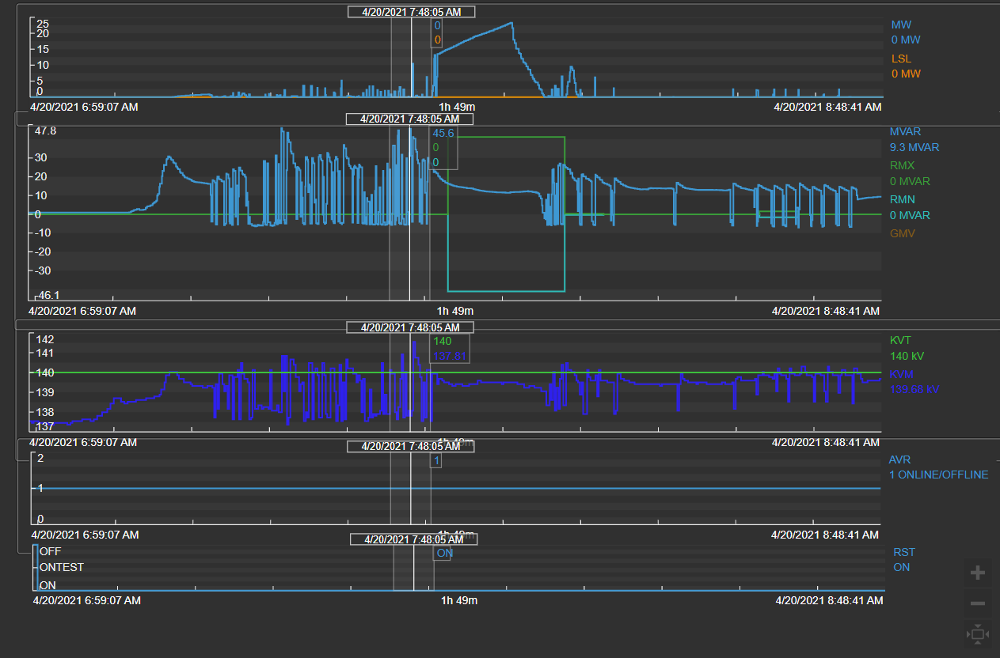 4/20/2021 7:48:05 AM
25
20
15
10
5
0
0
0
MW
0 MW
LSL
0 MW
4/20/2021 6:59:07 AM 1h 49m 4/20/2021 8:48:41 AM
4/20/2021 7:48:05 AM
47.8
30
20
10
0
-10
-20
-30
-46.1
45.6
0
0
MVAR
9.3 MVAR
RMX
0 MVAR
RMN
0 MVAR
GMV
4/20/2021 6:59:07 AM 1h 49m 4/20/2021 8:48:41 AM
4/20/2021 7:48:05 AM
142
141
140
139
138
137
140
137.81
KVT
140 kV
KVM
139.68 kV
4/20/2021 6:59:07 AM 1h 49m 4/20/2021 8:48:41 AM
4/20/2021 7:48:05 AM
2
1
0
1
AVR
1 ONLINE/OFFLINE
4/20/2021 6:59:07 AM 1h 49m 4/20/2021 8:48:41 AM
4/20/2021 7:48:05 AM
OFF
ONTEST
ON
ON
RST
ON
4/20/2021 6:59:07 AM 1h 49m 4/20/2021 8:48:41 AM